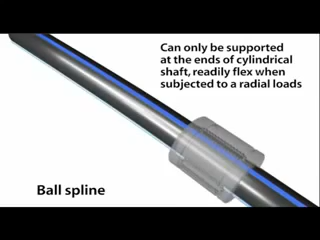 Can only be supported
at the ends of cylindrical
shaft, readily flex when
subjected to a radial loads
Ball spline